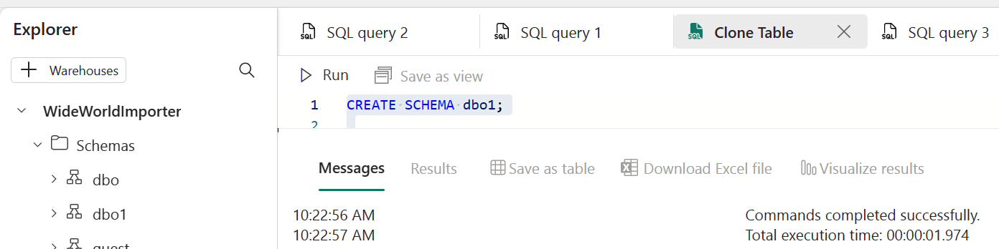 Explorer
Warehouses
WideWorldImporter
Schemas
dbo
dbo1
guest
SQL query 2
SQL query 1
Clone Table
SQL query 3
Run
Save as view
1 CREATE SCHEMA dbo1;
2
Messages
Results
Save as table
Download Excel file
Visualize results
10:22:56 AM Commands completed successfully.
10:22:57 AM Total execution time: 00:00:01.974